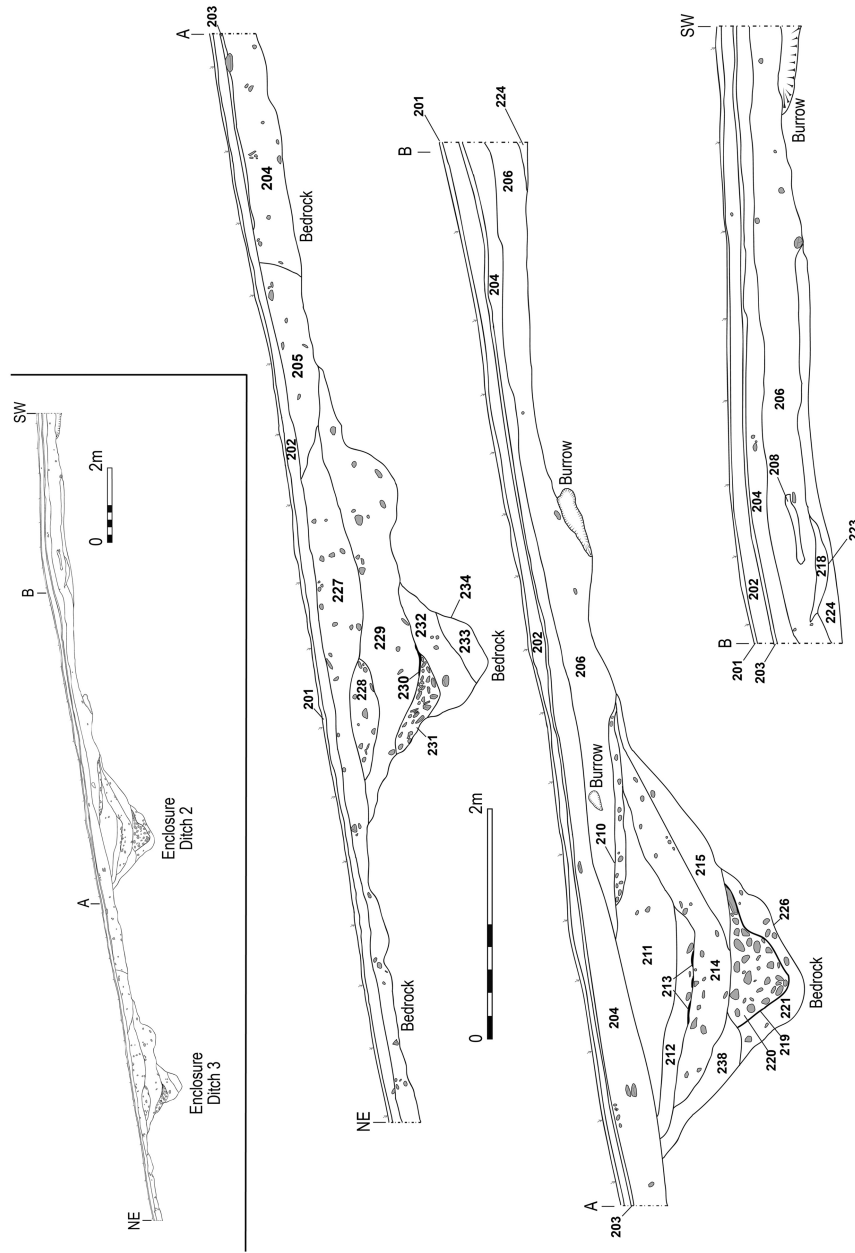 NE
A
B
SW
0
2m
Enclosure
Ditch 3
Enclosure
Ditch 2
NE
201
202
203
A
204
205
Bedrock
227
228
229
230
231
232
233
234
Bedrock
Bedrock
0
2m
A
203
204
202
201
B
204
206
224
206
Burrow
Burrow
210
211
212
213
214
215
238
220
219
221
226
Bedrock
B
201
203
202
204
206
208
218
224
223
Burrow
SW